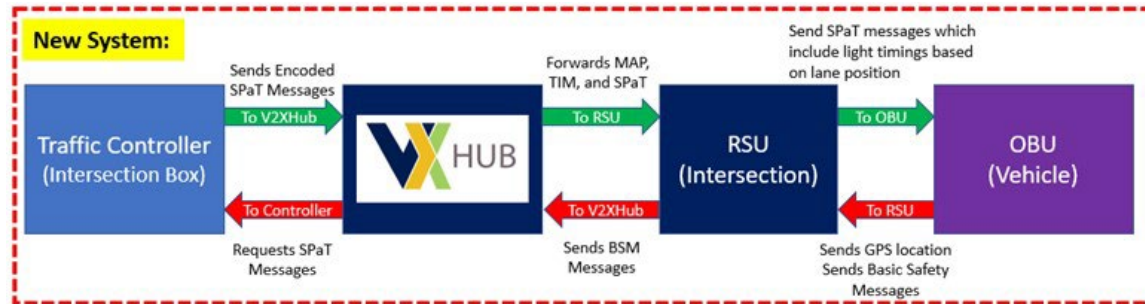 New System:
Sends Encoded
SPaT Messages
Forwards MAP,
TIM, and SPaT
Send SPaT messages which
include light timings based
on lane position
To V2XHub
To RSU
To OBU
Traffic Controller
(Intersection Box)
VX HUB
RSU
(Intersection)
OBU
(Vehicle)
To Controller
To V2XHub
To RSU
Requests SPaT
Messages
Sends BSM
Messages
Sends GPS location
Sends Basic Safety
Messages